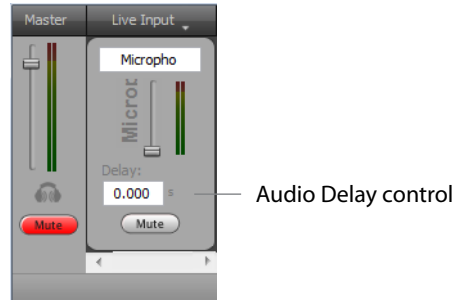 Master
Live Input
Micropho
Micro
Delay:
0.000 s
Audio Delay control
Mute
Mute